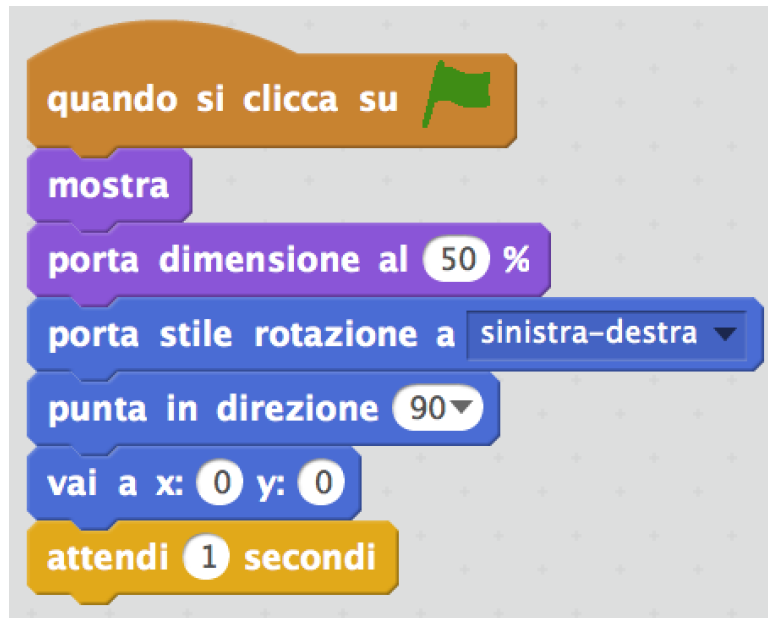 quando si clicca su
mostra
porta dimensione al 50 %
porta stile rotazione a sinistra-destra
punta in direzione 90
vai a x: 0 y: 0
attendi 1 secondi